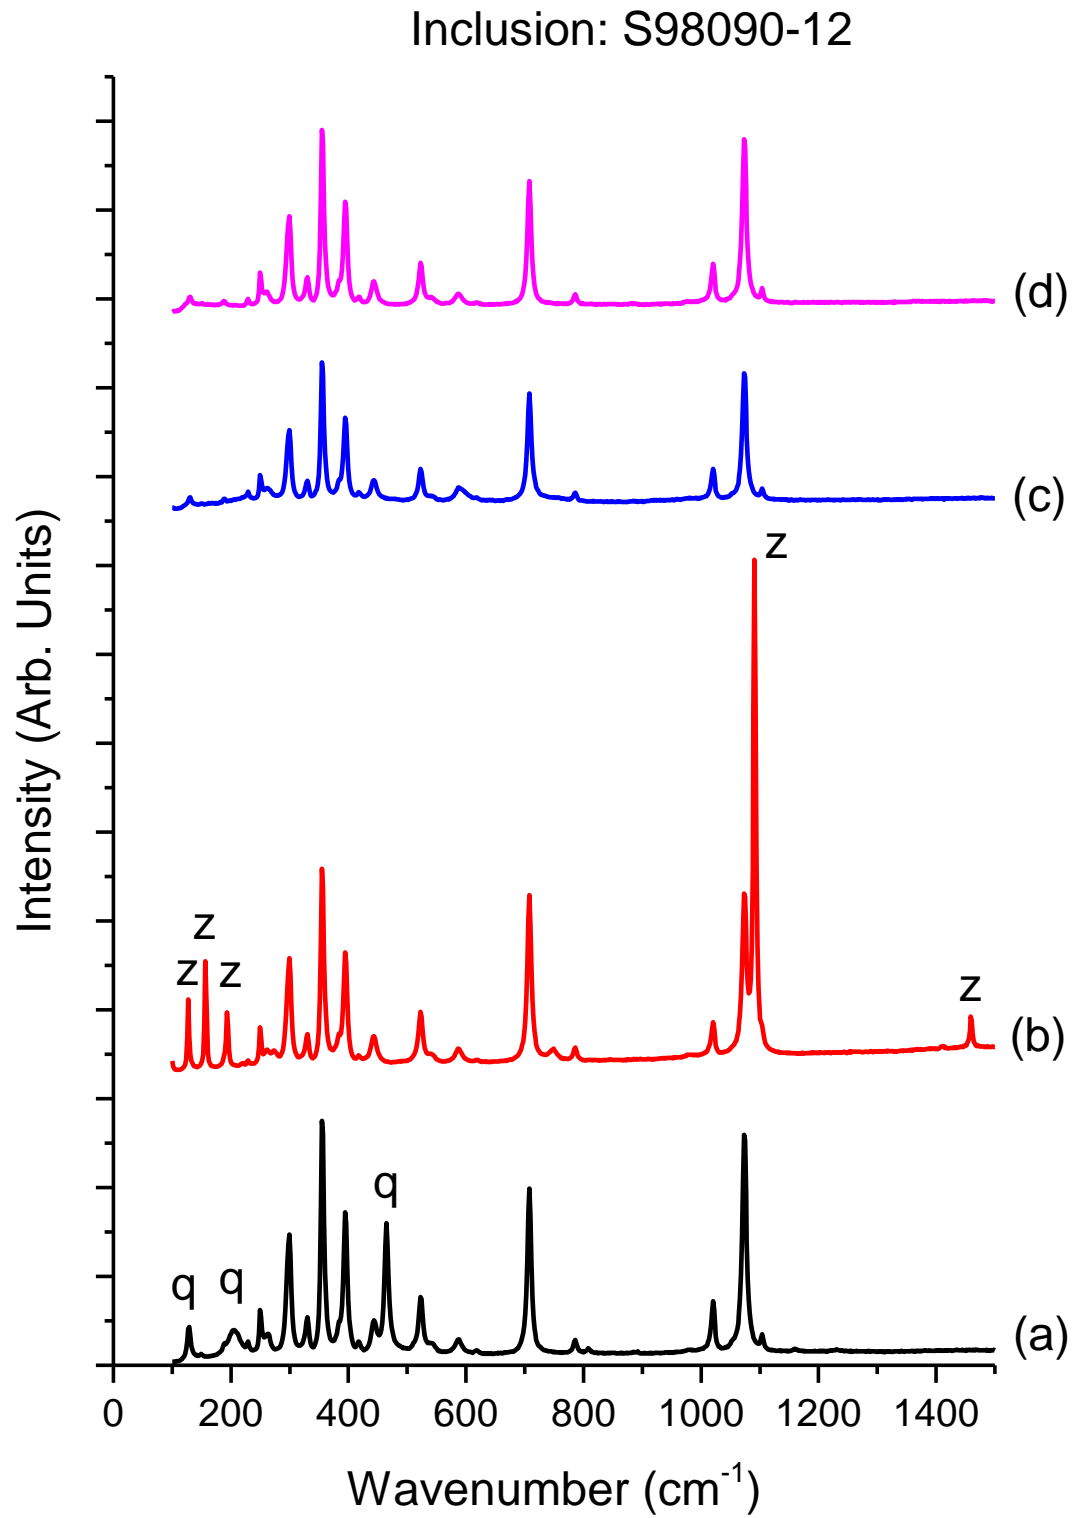 Inclusion: S98090-12
(d)
(c)
z
z
z z
z
(b)
q
q q
(a)
0 200 400 600 800 1000 1200 1400
Wavenumber (cm⁻¹)
Intensity (Arb. Units)